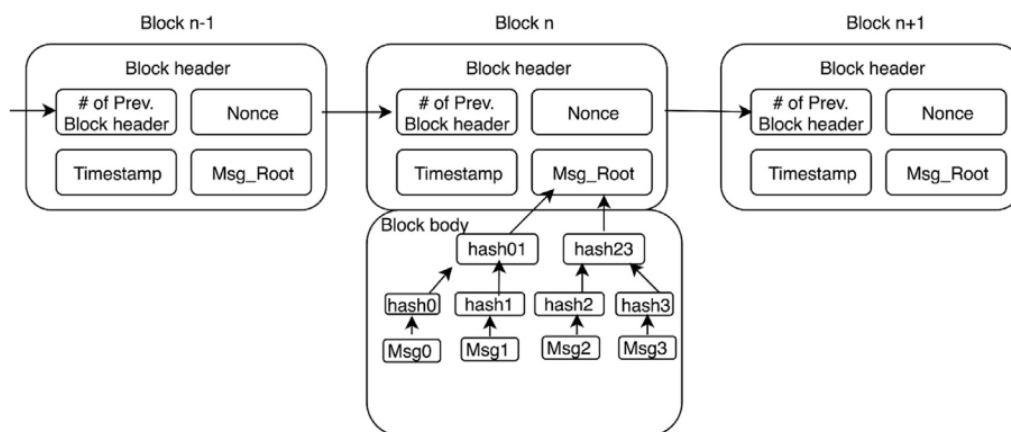 Block n-1
Block n
Block n+1
Block header
Block header
Block header
# of Prev.
Block header
Nonce
# of Prev.
Block header
Nonce
# of Prev.
Block header
Nonce
Timestamp
Msg_Root
Timestamp
Msg_Root
Timestamp
Msg_Root
Block body
hash01
hash23
hash0
hash1
hash2
hash3
Msg0
Msg1
Msg2
Msg3